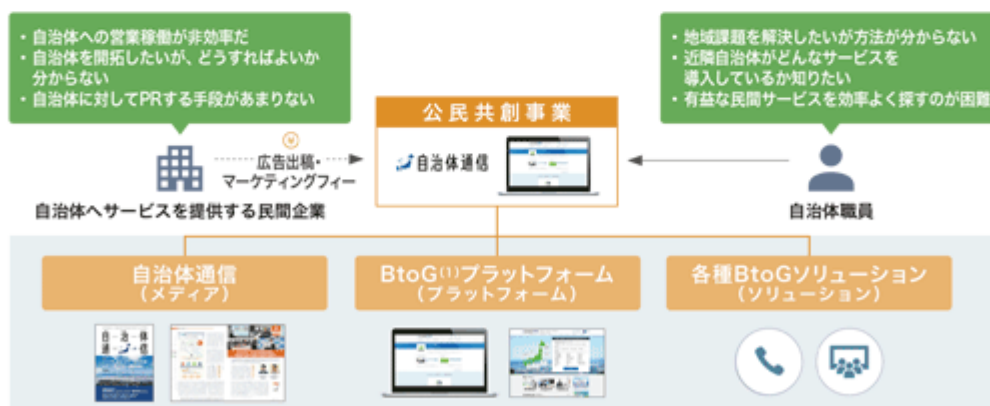 ・自治体への営業稼働が非効率だ
・自治体を開拓したいが、どうすればよいか
分からない
・自治体に対してPRする手段があまりない
・地域課題を解決したいが方法が分からない
・近隣自治体がどんなサービスを
導入しているか知りたい
・有益な民間サービスを効率よく探すのが困難
公民共創事業
自治体通信
¥
広告出稿・
マーケティングフィー
自治体へサービスを提供する民間企業
自治体職員
自治体通信
（メディア）
BtoG(1)プラットフォーム
（プラットフォーム）
各種BtoGソリューション
（ソリューション）
自・治・体
通・信